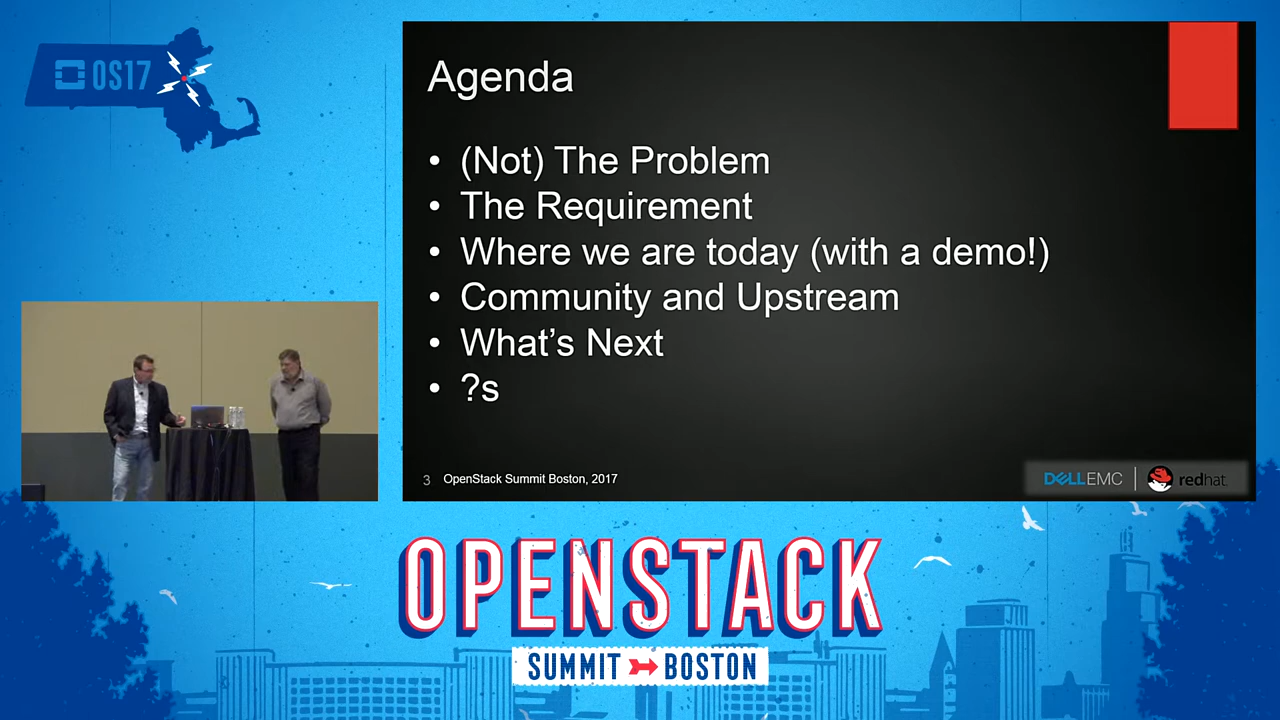 OS17
Agenda
• (Not) The Problem
• The Requirement
• Where we are today (with a demo!)
• Community and Upstream
• What's Next
• ?s
3 OpenStack Summit Boston, 2017
DELLEMC | redhat
OPENSTACK
SUMMIT BOSTON